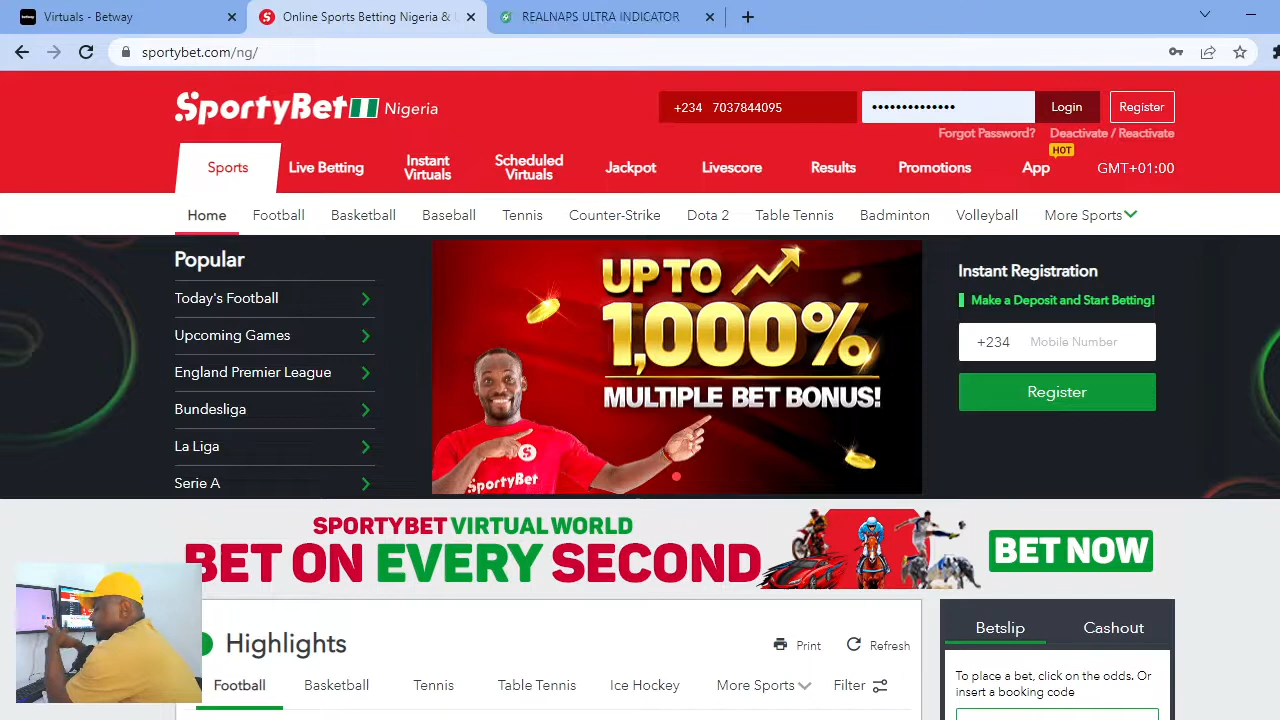 Virtuals - Betway
Online Sports Betting Nigeria &
REALNAPS ULTRA INDICATOR
sportybet.com/ng/
SportyBet Nigeria
+234 7037844095
••••••••••••••
Login
Register
Forgot Password?
Deactivate / Reactivate
Sports
Live Betting
Instant
Virtuals
Scheduled
Virtuals
Jackpot
Livescore
Results
Promotions
App
HOT
GMT+01:00
Home
Football
Basketball
Baseball
Tennis
Counter-Strike
Dota 2
Table Tennis
Badminton
Volleyball
More Sports
Popular
Today's Football
Upcoming Games
England Premier League
Bundesliga
La Liga
Serie A
UP TO
1,000%
MULTIPLE BET BONUS!
SportyBet
Instant Registration
Make a Deposit and Start Betting!
+234 Mobile Number
Register
SPORTYBET VIRTUAL WORLD
BET ON EVERY SECOND
BET NOW
Highlights
Print
Refresh
Football
Basketball
Tennis
Table Tennis
Ice Hockey
More Sports
Filter
Betslip
Cashout
To place a bet, click on the odds. Or
insert a booking code